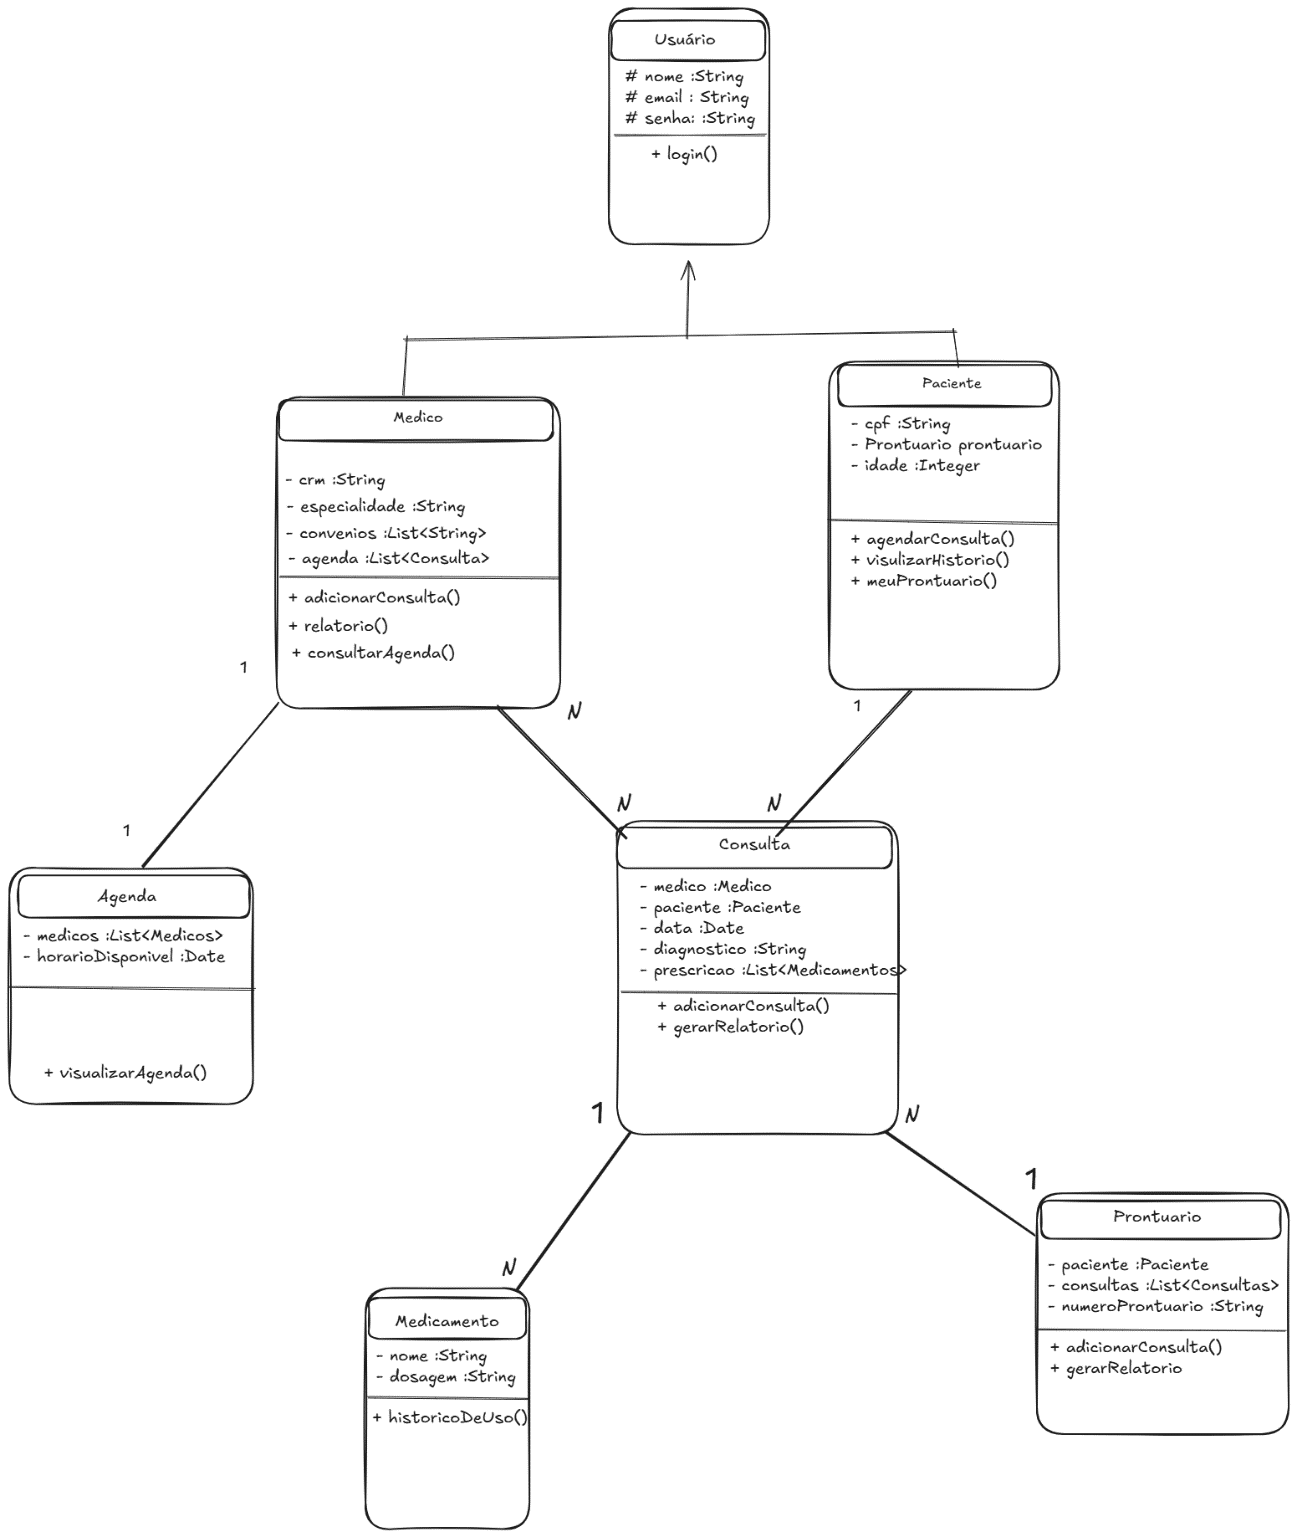 Usuário
# nome :String
# email : String
# senha: :String
+ login()
Medico
- crm :String
- especialidade :String
- convenios :List<String>
- agenda :List<Consulta>
+ adicionarConsulta()
+ relatorio()
+ consultarAgenda()
Paciente
- cpf :String
- Prontuario prontuario
- idade :Integer
+ agendarConsulta()
+ visulizarHistorio()
+ meuProntuario()
1
N
1
1
N
N
Agenda
- medicos :List<Medicos>
- horarioDisponivel :Date
+ visualizarAgenda()
Consulta
- medico :Medico
- paciente :Paciente
- data :Date
- diagnostico :String
- prescricao :List<Medicamentos>
+ adicionarConsulta()
+ gerarRelatorio()
1
N
N
1
Medicamento
- nome :String
- dosagem :String
+ historicoDeUso()
Prontuario
- paciente :Paciente
- consultas :List<Consultas>
- numeroProntuario :String
+ adicionarConsulta()
+ gerarRelatorio